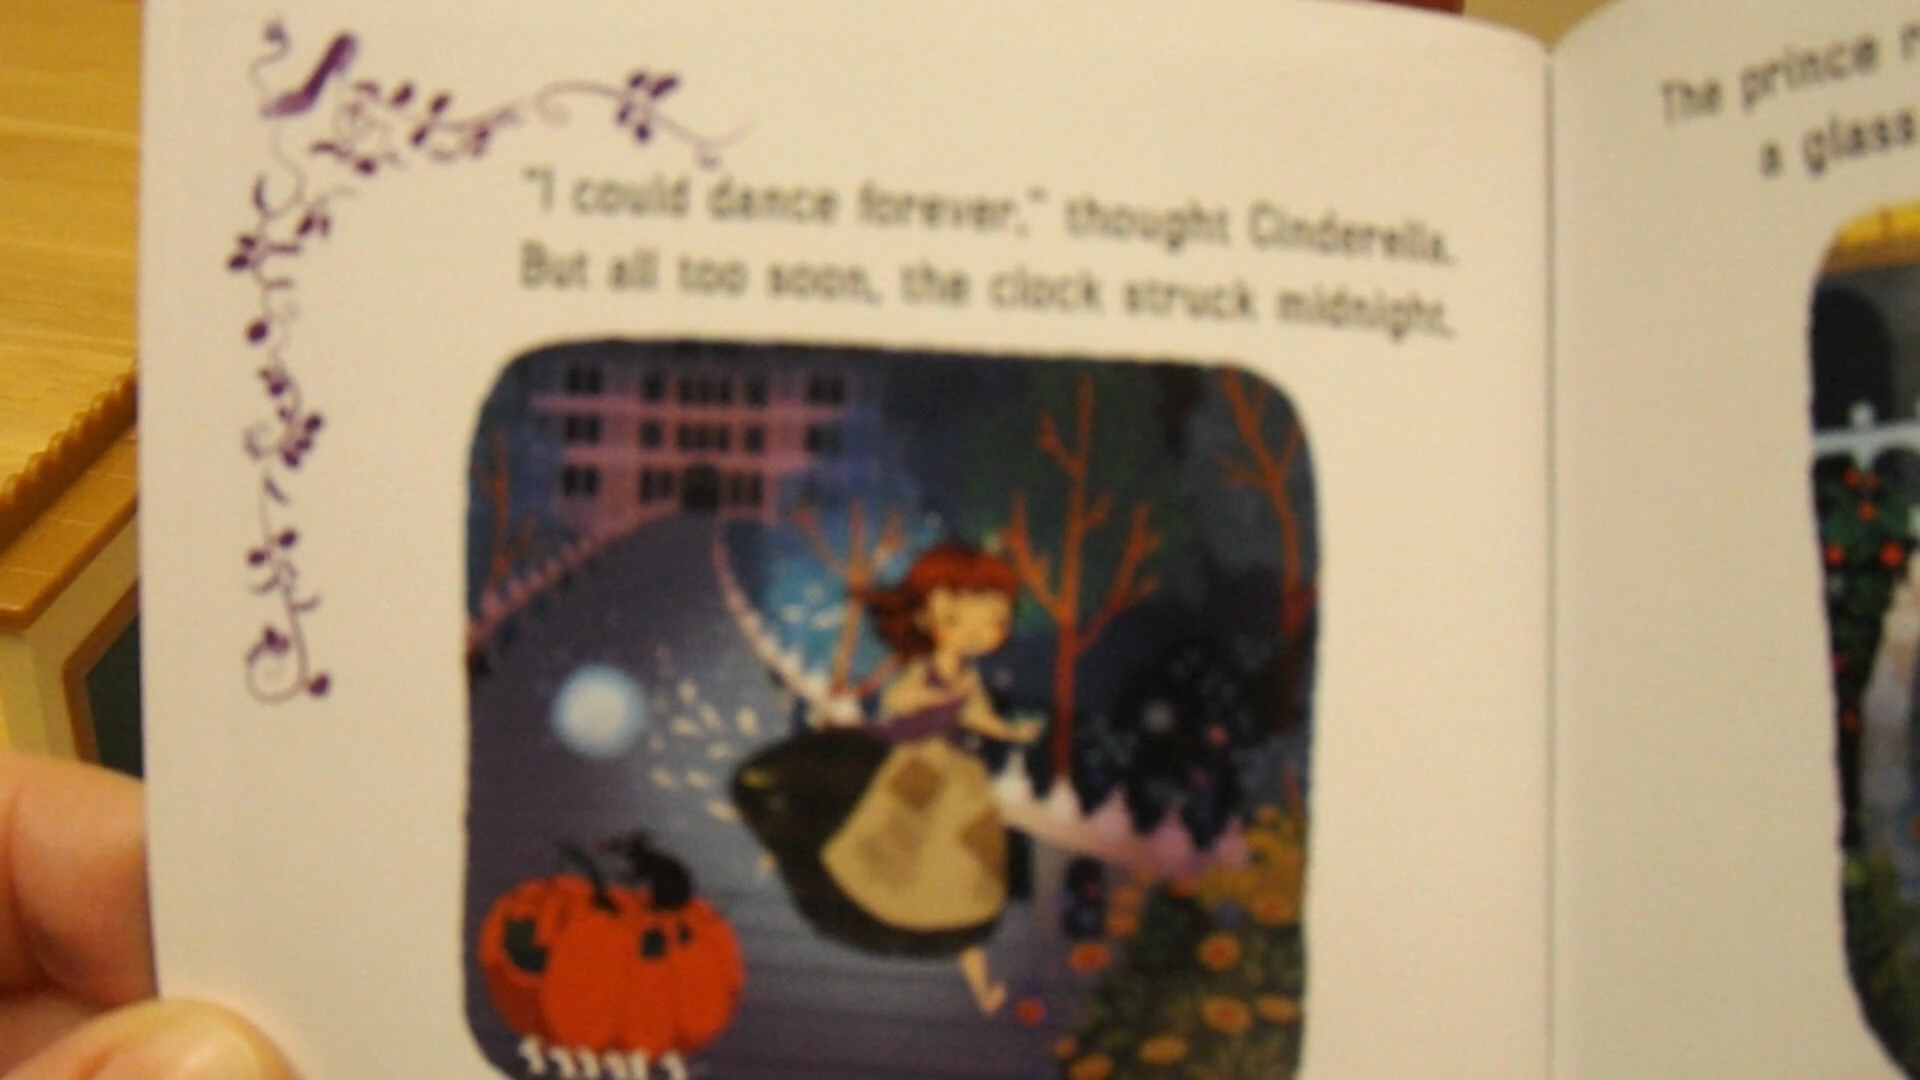 "I could dance forever," thought Cinderella.
But all too soon, the clock struck midnight.
The prince
a glass